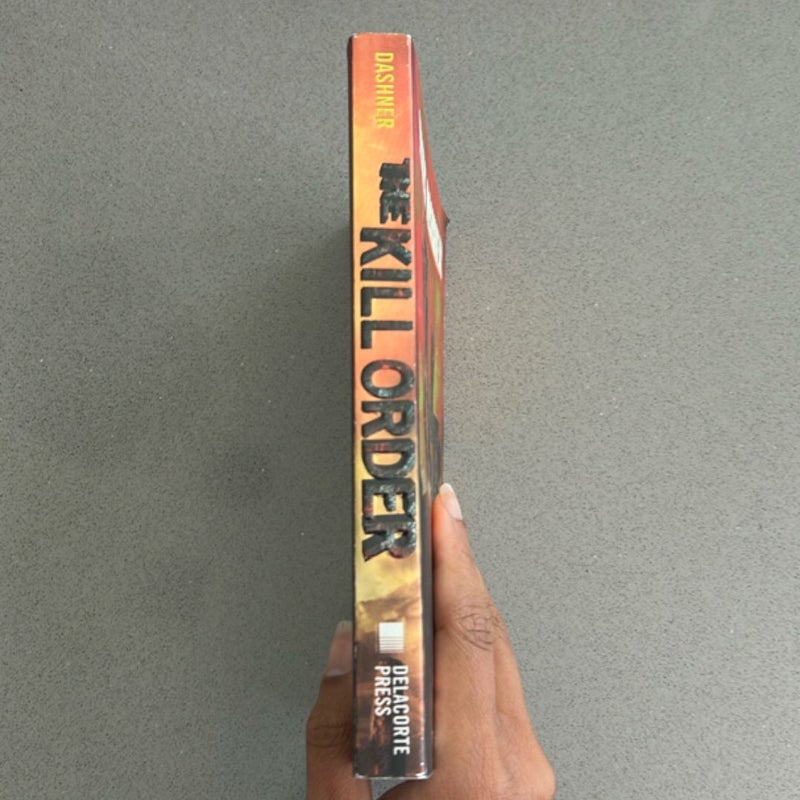 DASHNER
THE KILL ORDER
DELACORTE
PRESS